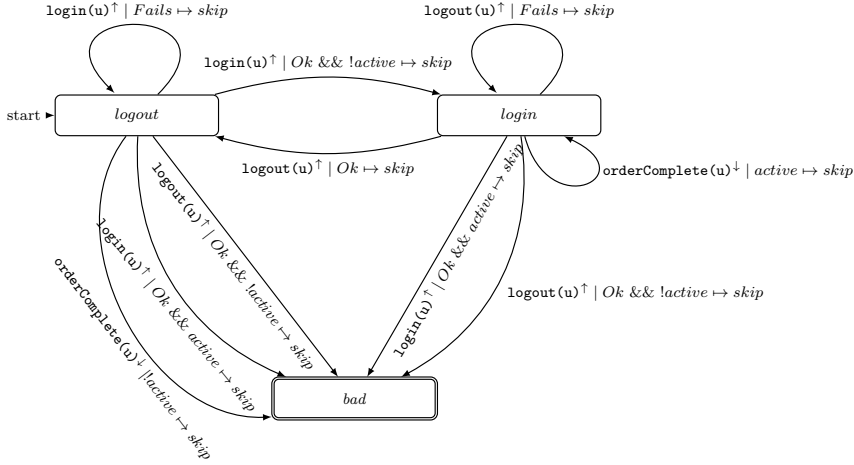 login(u)↑ | Fails ↦ skip
logout(u)↑ | Fails ↦ skip
login(u)↑ | Ok && !active ↦ skip
start
logout
login
logout(u)↑ | Ok ↦ skip
orderComplete(u)↓ | active ↦ skip
logout(u)↑ | Ok && !active ↦ skip
login(u)↑ | Ok && active ↦ skip
orderComplete(u)↓ |!active ↦ skip
login(u)↑ | Ok && active ↦ skip
logout(u)↑ | Ok && !active ↦ skip
bad